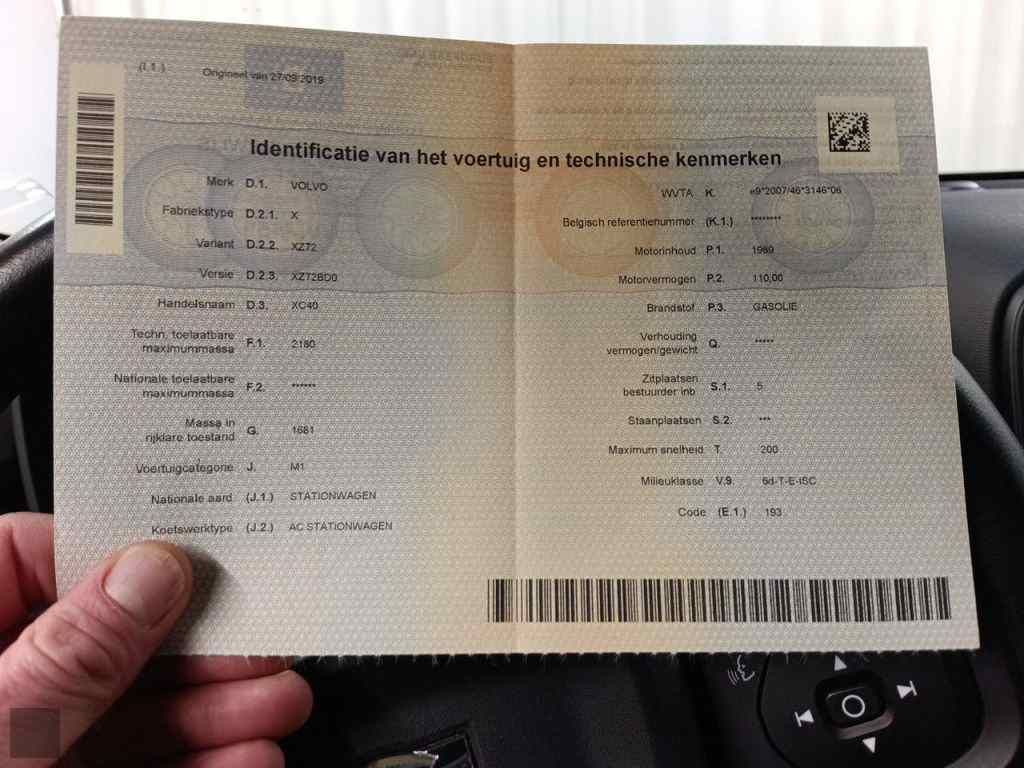 (I.1.)
Origineel van 27/09/2019
Identificatie van het voertuig en technische kenmerken
Merk D.1. VOLVO
Fabriekstype D.2.1. X
Variant D.2.2. XZ72
Versie D.2.3. XZ72BD0
Handelsnaam D.3. XC40
Techn. toelaatbare
maximummassa F.1. 2180
Nationale toelaatbare
maximummassa F.2. ******
Massa in
rijklare toestand G. 1681
Voertuigcategorie J. M1
Nationale aard (J.1.) STATIONWAGEN
Koetswerktype (J.2.) AC STATIONWAGEN
WVTA K. e9*2007/46*3146*06
Belgisch referentienummer (K.1.) ********
Motorinhoud P.1. 1969
Motorvermogen P.2. 110,00
Brandstof P.3. GASOLIE
Verhouding
vermogen/gewicht Q. *****
Zitplaatsen
bestuurder inb S.1. 5
Staanplaatsen S.2. ***
Maximum snelheid T. 200
Milieuklasse V.9. 6d-T-E-ISC
Code (E.1.) 193